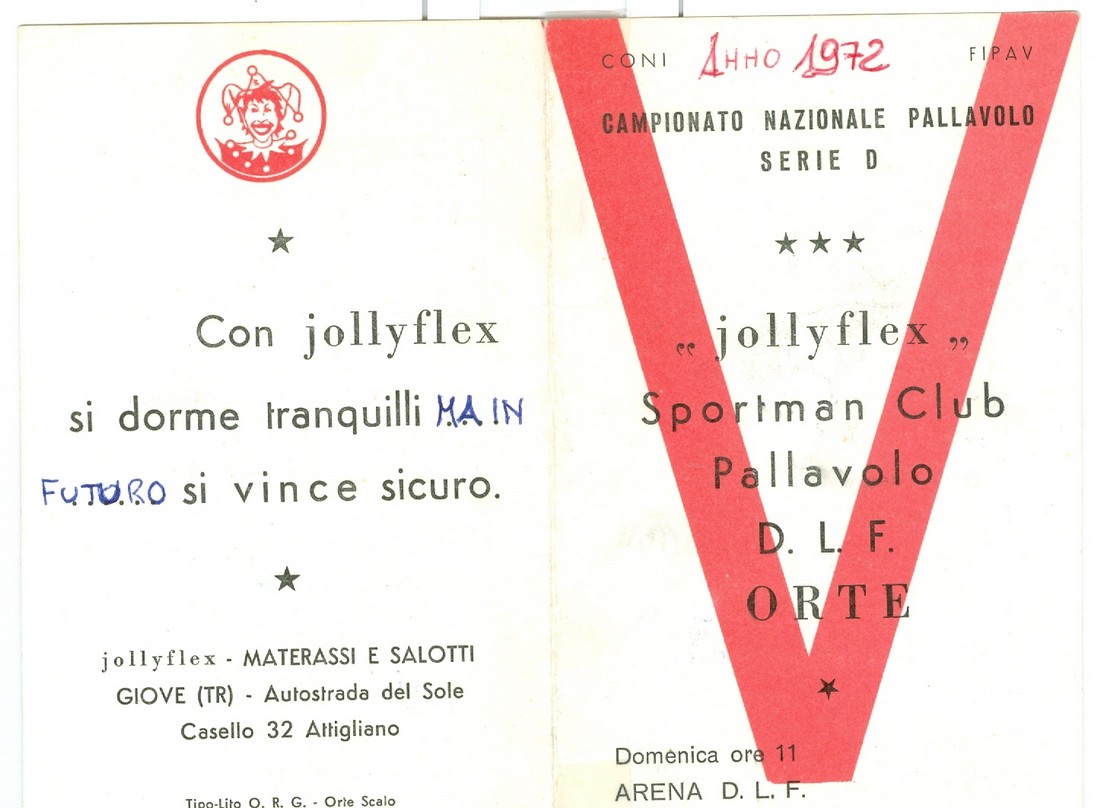 Con jollyflex
si dorme tranquilli MA IN
FUTURO si vince sicuro.
jollyflex - MATERASSI E SALOTTI
GIOVE (TR) - Autostrada del Sole
Casello 32 Attigliano
Tipo-Lito O. R. G. - Orte Scalo
CONI ANNO 1972 FIPAV
CAMPIONATO NAZIONALE PALLAVOLO
SERIE D
„ jollyflex „
Sportman Club
Pallavolo
D. L. F.
ORTE
Domenica ore 11
ARENA D. L. F.